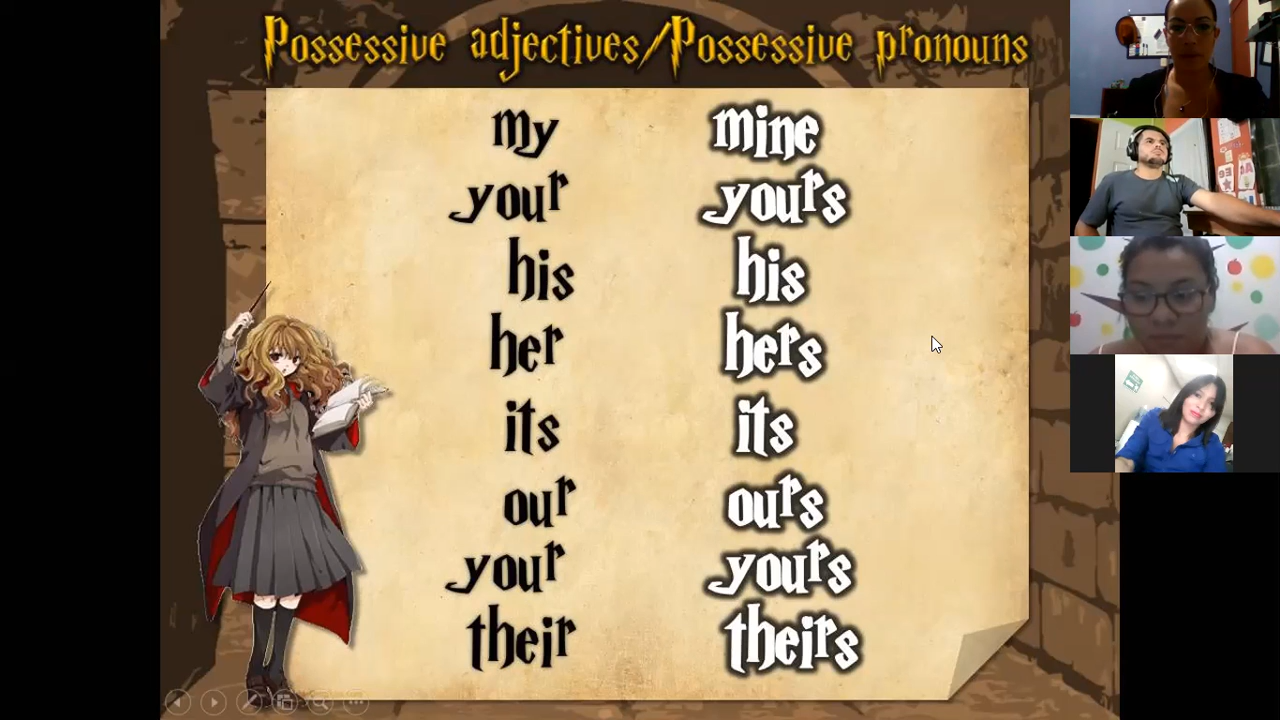 Possessive adjectives/Possessive pronouns
my mine
your yours
his his
her hers
its its
our ours
your yours
their theirs